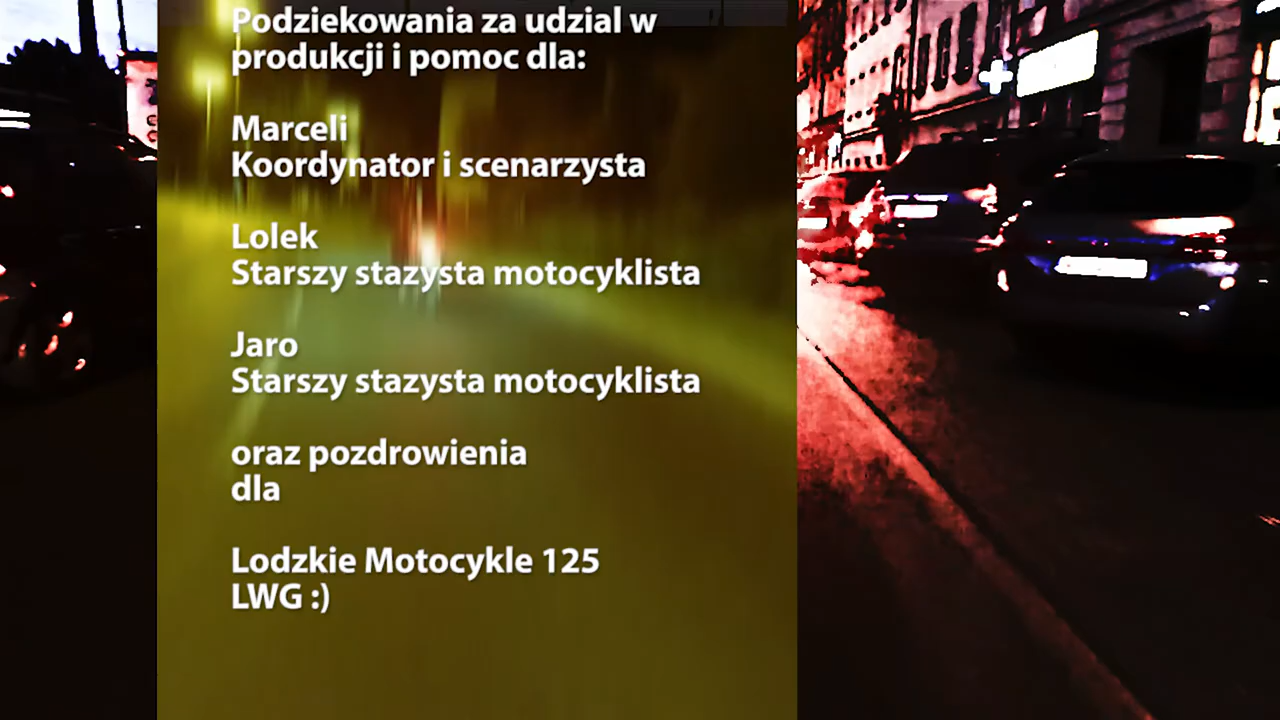 Podziekowania za udzial w
produkcji i pomoc dla:
Marceli
Koordynator i scenarzysta
Lolek
Starszy stazysta motocyklista
Jaro
Starszy stazysta motocyklista
oraz pozdrowienia
dla
Lodzkie Motocykle 125
LWG :)